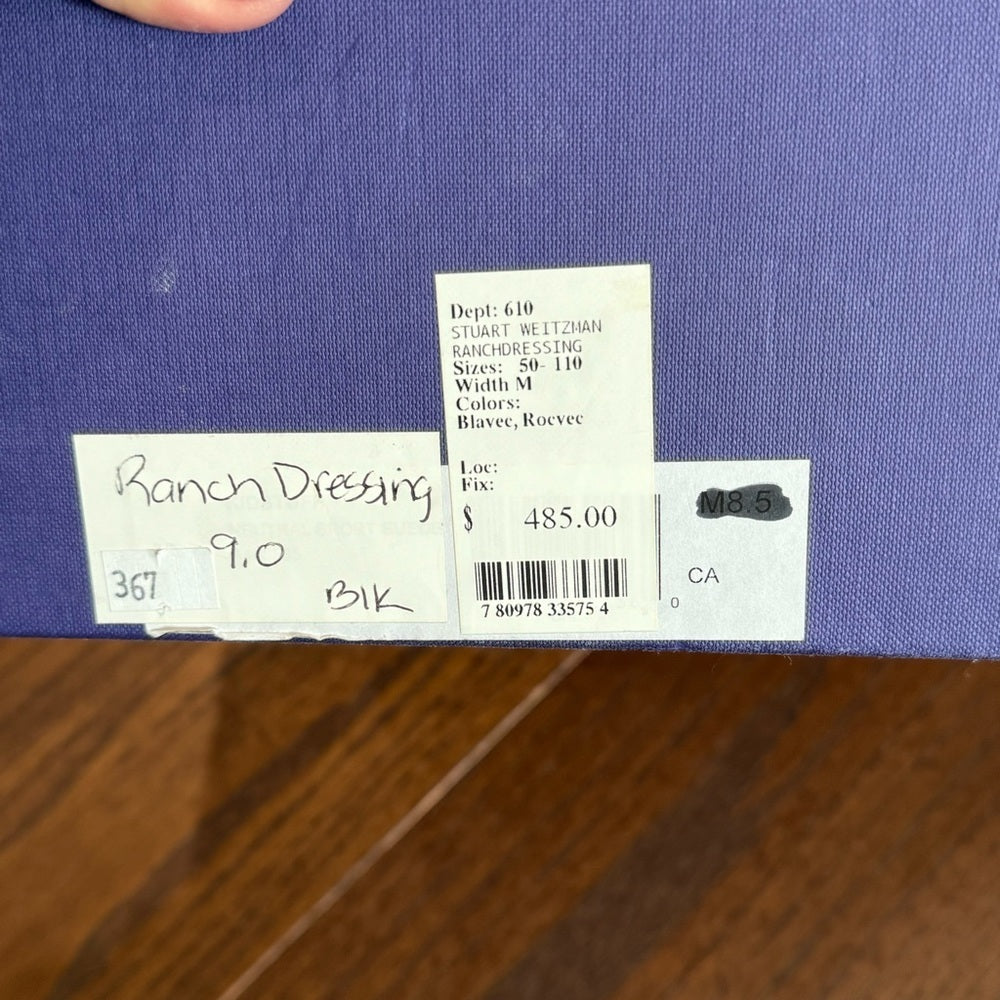 Dept: 610
STUART WEITZMAN
RANCHDRESSING
Sizes: 50- 110
Width M
Colors:
Blavec, Rocvec
Loc:
Fix:
$ 485.00
7 80978 33575 4
Ranch Dressing
9.0
367
Blk
M8.5
CA
0